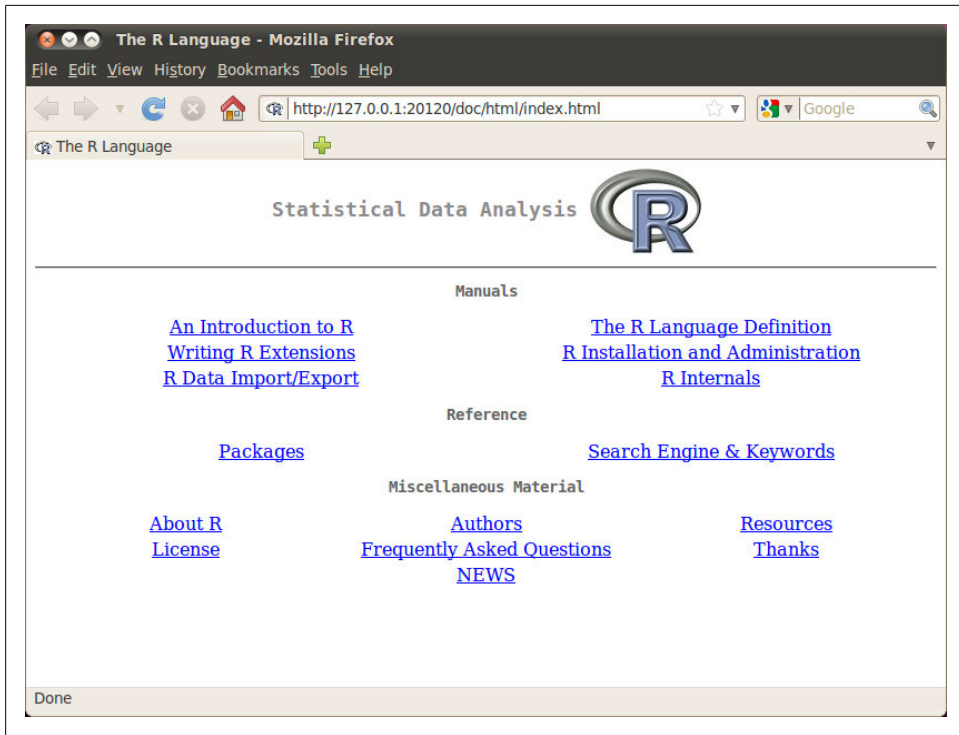 The R Language - Mozilla Firefox
File Edit View History Bookmarks Tools Help
http://127.0.0.1:20120/doc/html/index.html Google
The R Language
Statistical Data Analysis R
Manuals
An Introduction to R The R Language Definition
Writing R Extensions R Installation and Administration
R Data Import/Export R Internals
Reference
Packages Search Engine & Keywords
Miscellaneous Material
About R Authors Resources
License Frequently Asked Questions Thanks
NEWS
Done